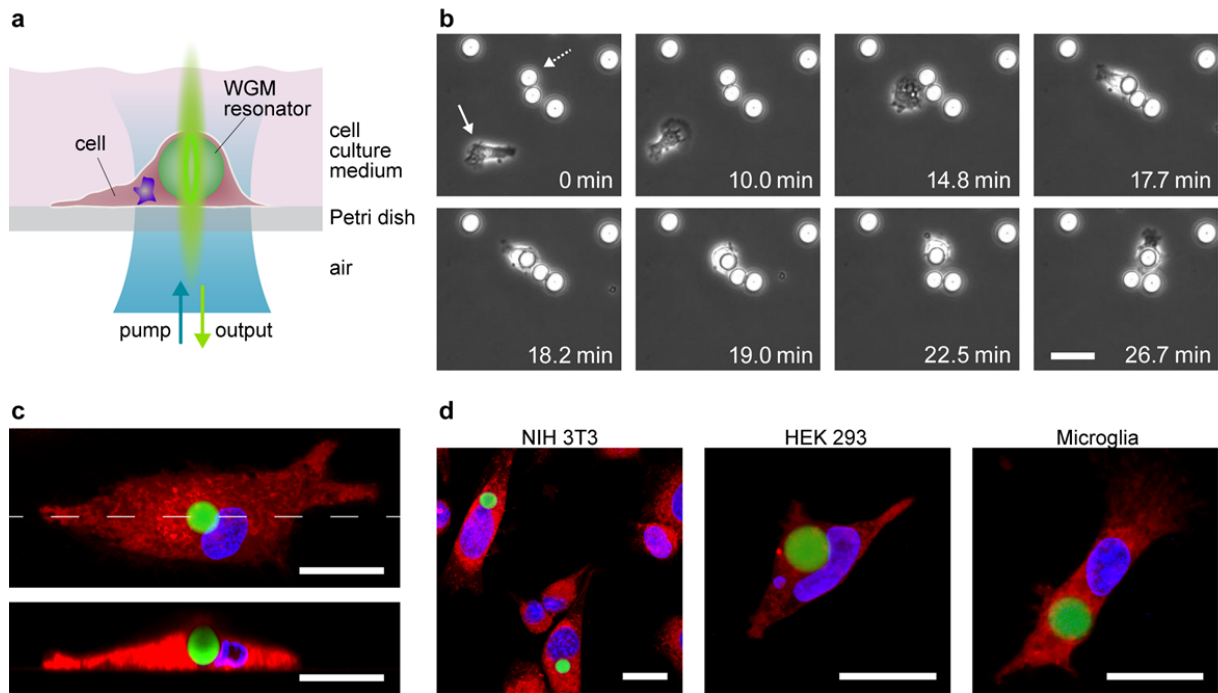 a
WGM
resonator
cell
cell
culture
medium
Petri dish
air
pump
output
b
0 min
10.0 min
14.8 min
17.7 min
18.2 min
19.0 min
22.5 min
26.7 min
c
d
NIH 3T3
HEK 293
Microglia